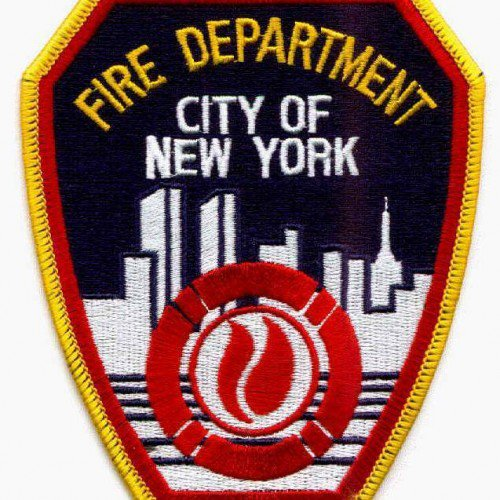 FIRE DEPARTMENT
CITY OF
NEW YORK